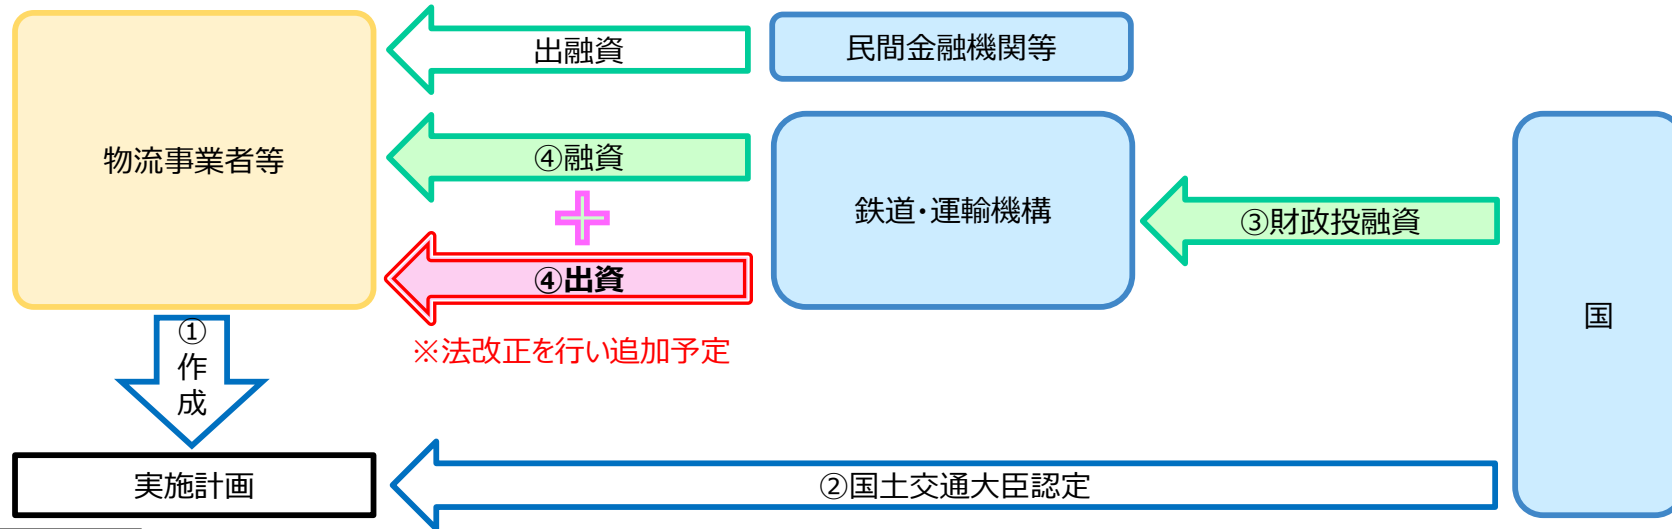 出融資
民間金融機関等
物流事業者等
④融資
鉄道・運輸機構
③財政投融資
④出資
国
※法改正を行い追加予定
①
作
成
実施計画
②国土交通大臣認定